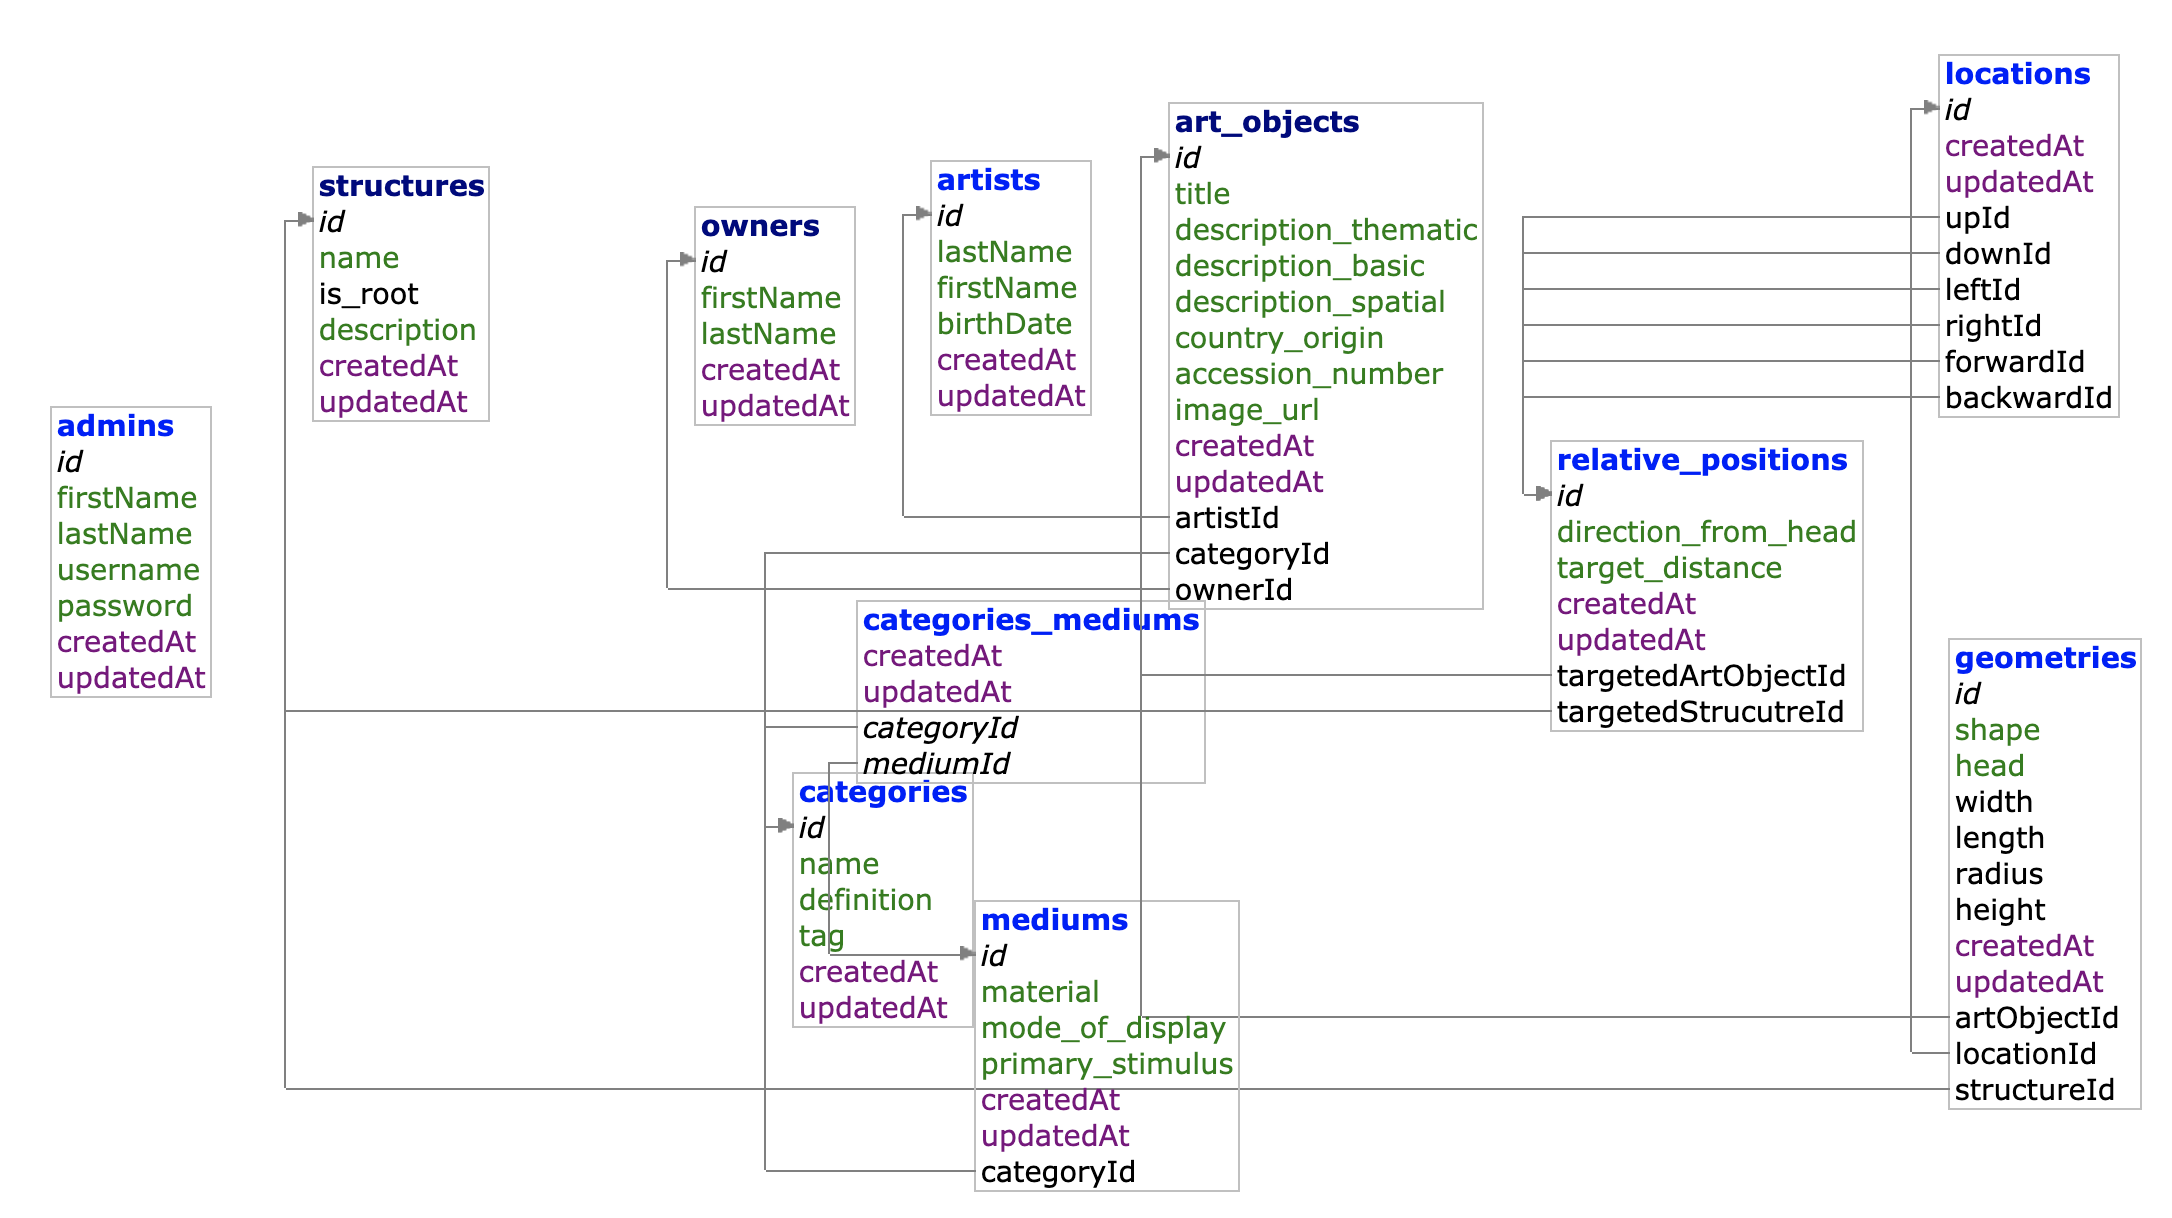 admins
id
firstName
lastName
username
password
createdAt
updatedAt
structures
id
name
is_root
description
createdAt
updatedAt
owners
id
firstName
lastName
createdAt
updatedAt
artists
id
lastName
firstName
birthDate
createdAt
updatedAt
art_objects
id
title
description_thematic
description_basic
description_spatial
country_origin
accession_number
image_url
createdAt
updatedAt
artistId
categoryId
ownerId
categories_mediums
createdAt
updatedAt
categoryId
mediumId
categories
id
name
definition
tag
createdAt
updatedAt
mediums
id
material
mode_of_display
primary_stimulus
createdAt
updatedAt
categoryId
locations
id
createdAt
updatedAt
upId
downId
leftId
rightId
forwardId
backwardId
relative_positions
id
direction_from_head
target_distance
createdAt
updatedAt
targetedArtObjectId
targetedStrucutreId
geometries
id
shape
head
width
length
radius
height
createdAt
updatedAt
artObjectId
locationId
structureId